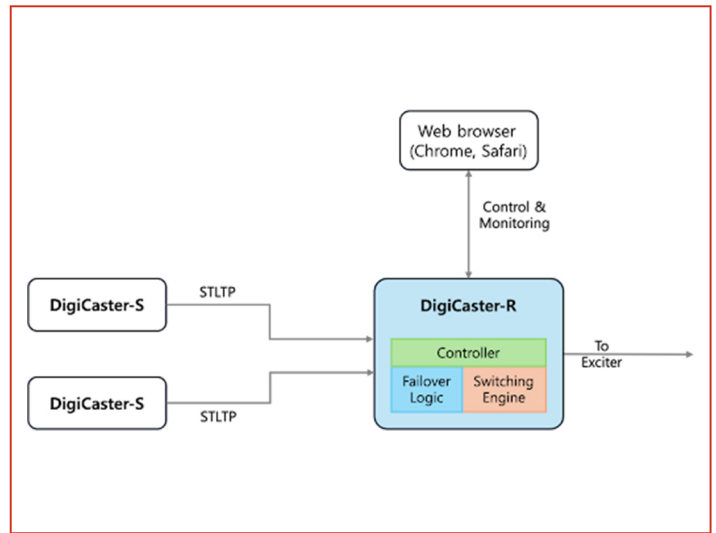 Web browser
(Chrome, Safari)
Control &
Monitoring
DigiCaster-S
STLTP
DigiCaster-R
Controller
Failover
Logic
Switching
Engine
To
Exciter
DigiCaster-S
STLTP